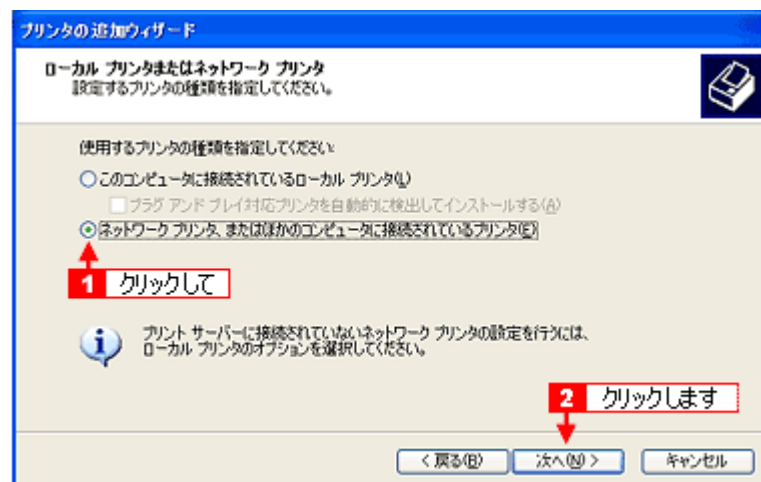 プリンタの追加ウィザード
ローカル プリンタまたはネットワーク プリンタ
設定するプリンタの種類を指定してください。
使用するプリンタの種類を指定してください:
このコンピュータに接続されているローカル プリンタ(L)
プラグ アンド プレイ対応プリンタを自動的に検出してインストールする(A)
ネットワーク プリンタ、またはほかのコンピュータに接続されているプリンタ(E)
1 クリックして
プリント サーバーに接続されていないネットワーク プリンタの設定を行うには、
ローカル プリンタのオプションを選択してください。
2 クリックします
< 戻る(B) 次へ(N) > キャンセル